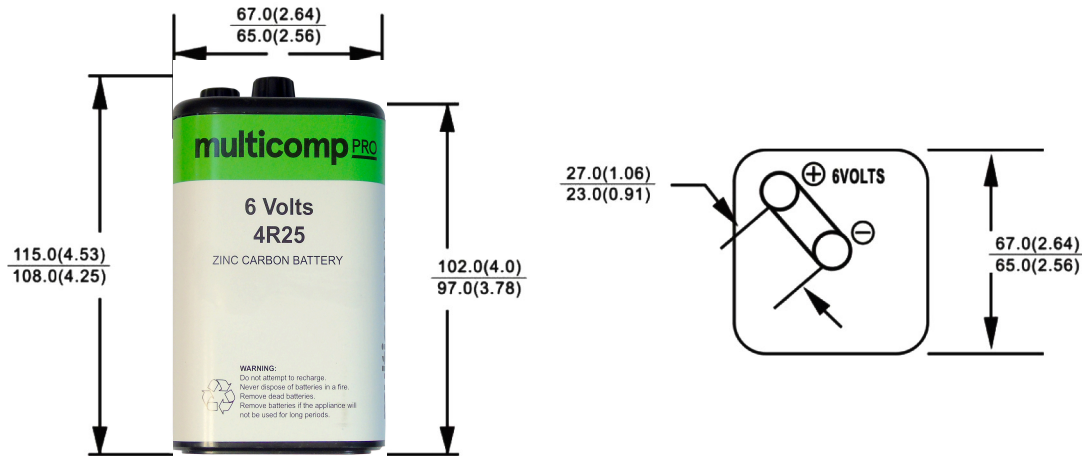 67.0(2.64)
65.0(2.56)
multicomp PRO
6 Volts
4R25
ZINC CARBON BATTERY
115.0(4.53)
108.0(4.25)
102.0(4.0)
97.0(3.78)
WARNING:
Do not attempt to recharge.
Never dispose of batteries in a fire.
Remove dead batteries.
Remove batteries if the appliance will
not be used for long periods.
27.0(1.06)
23.0(0.91)
+ 6VOLTS
−
67.0(2.64)
65.0(2.56)